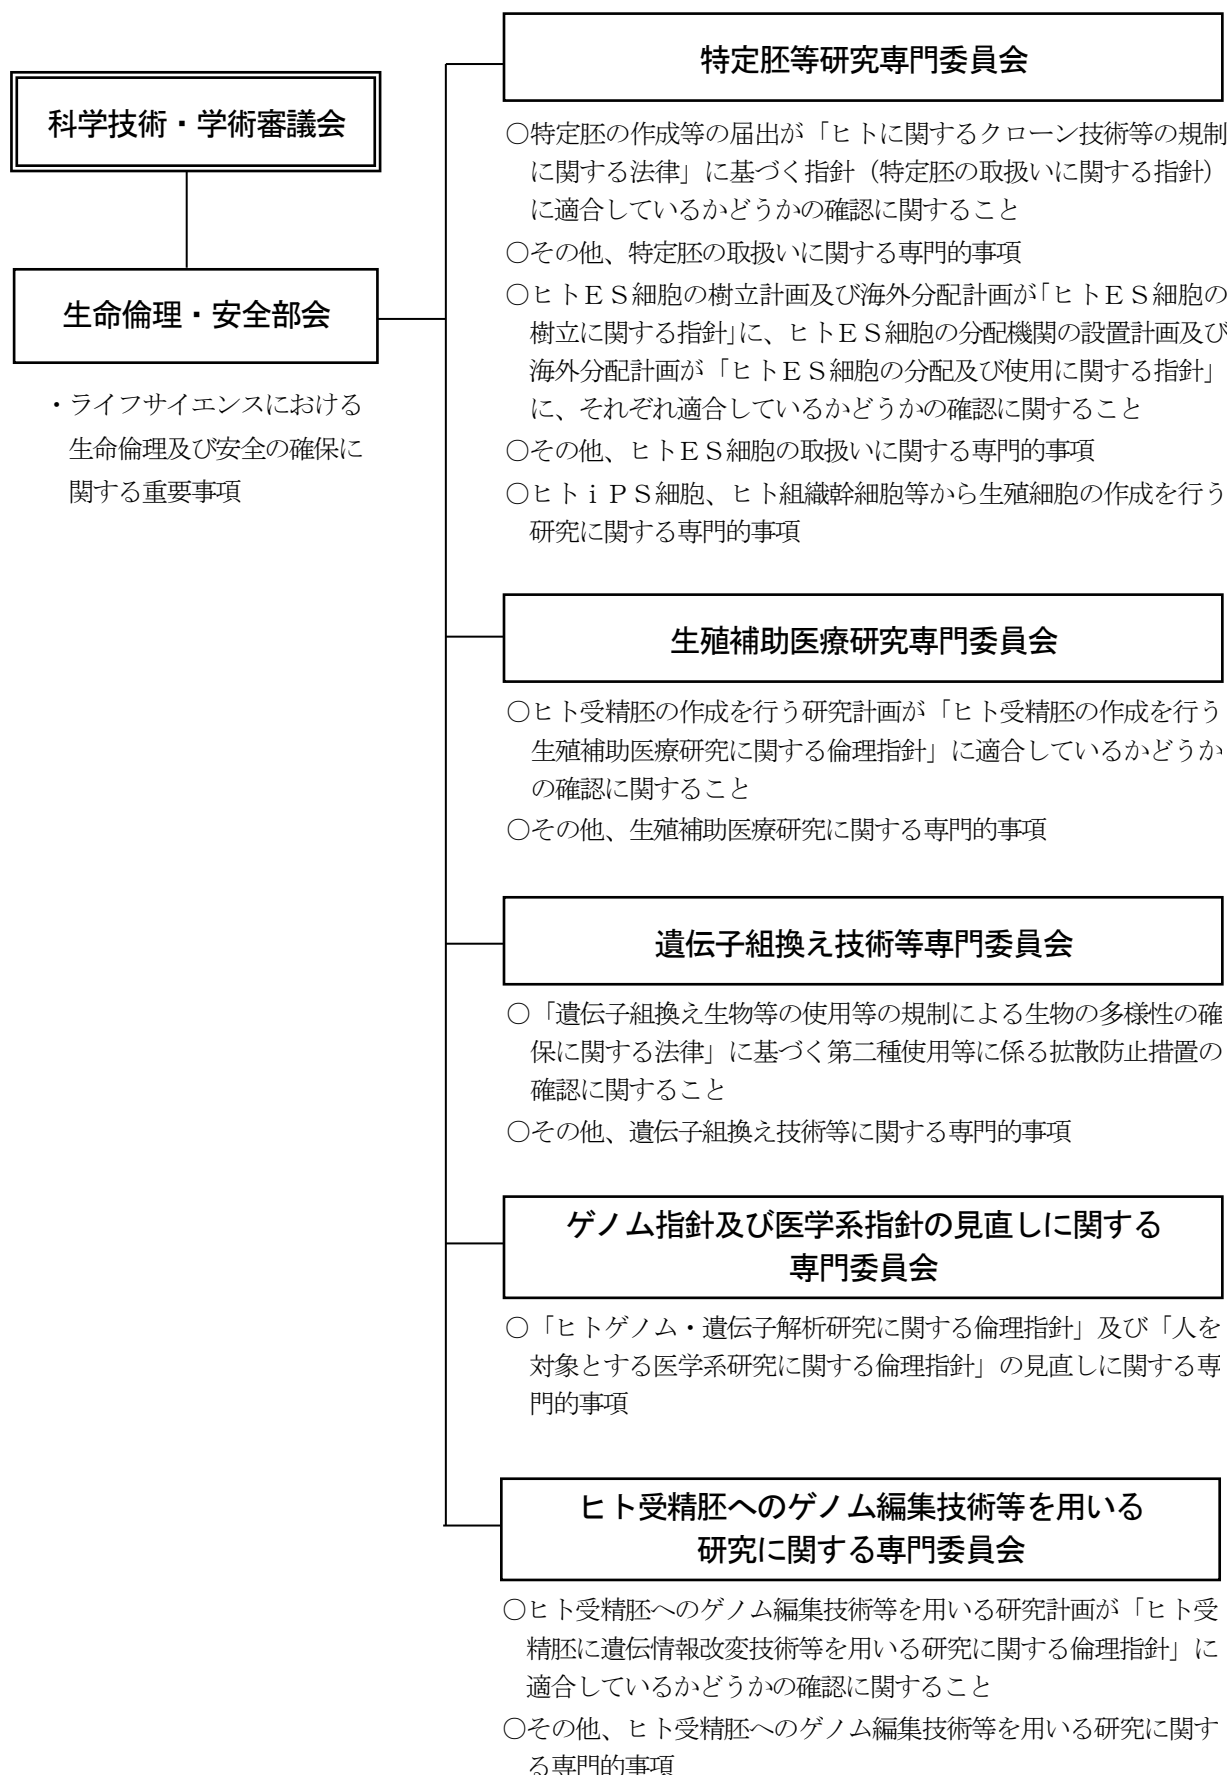 科学技術・学術審議会
生命倫理・安全部会
・ライフサイエンスにおける
生命倫理及び安全の確保に
関する重要事項
特定胚等研究専門委員会
○特定胚の作成等の届出が「ヒトに関するクローン技術等の規制
に関する法律」に基づく指針（特定胚の取扱いに関する指針）
に適合しているかどうかの確認に関すること
○その他、特定胚の取扱いに関する専門的事項
○ヒトＥＳ細胞の樹立計画及び海外分配計画が「ヒトＥＳ細胞の
樹立に関する指針」に、ヒトＥＳ細胞の分配機関の設置計画及び
海外分配計画が「ヒトＥＳ細胞の分配及び使用に関する指針」
に、それぞれ適合しているかどうかの確認に関すること
○その他、ヒトＥＳ細胞の取扱いに関する専門的事項
○ヒトｉＰＳ細胞、ヒト組織幹細胞等から生殖細胞の作成を行う
研究に関する専門的事項
生殖補助医療研究専門委員会
○ヒト受精胚の作成を行う研究計画が「ヒト受精胚の作成を行う
生殖補助医療研究に関する倫理指針」に適合しているかどうか
の確認に関すること
○その他、生殖補助医療研究に関する専門的事項
遺伝子組換え技術等専門委員会
○「遺伝子組換え生物等の使用等の規制による生物の多様性の確
保に関する法律」に基づく第二種使用等に係る拡散防止措置の
確認に関すること
○その他、遺伝子組換え技術等に関する専門的事項
ゲノム指針及び医学系指針の見直しに関する
専門委員会
○「ヒトゲノム・遺伝子解析研究に関する倫理指針」及び「人を
対象とする医学系研究に関する倫理指針」の見直しに関する専
門的事項
ヒト受精胚へのゲノム編集技術等を用いる
研究に関する専門委員会
○ヒト受精胚へのゲノム編集技術等を用いる研究計画が「ヒト受
精胚に遺伝情報改変技術等を用いる研究に関する倫理指針」に
適合しているかどうかの確認に関すること
○その他、ヒト受精胚へのゲノム編集技術等を用いる研究に関す
る専門的事項